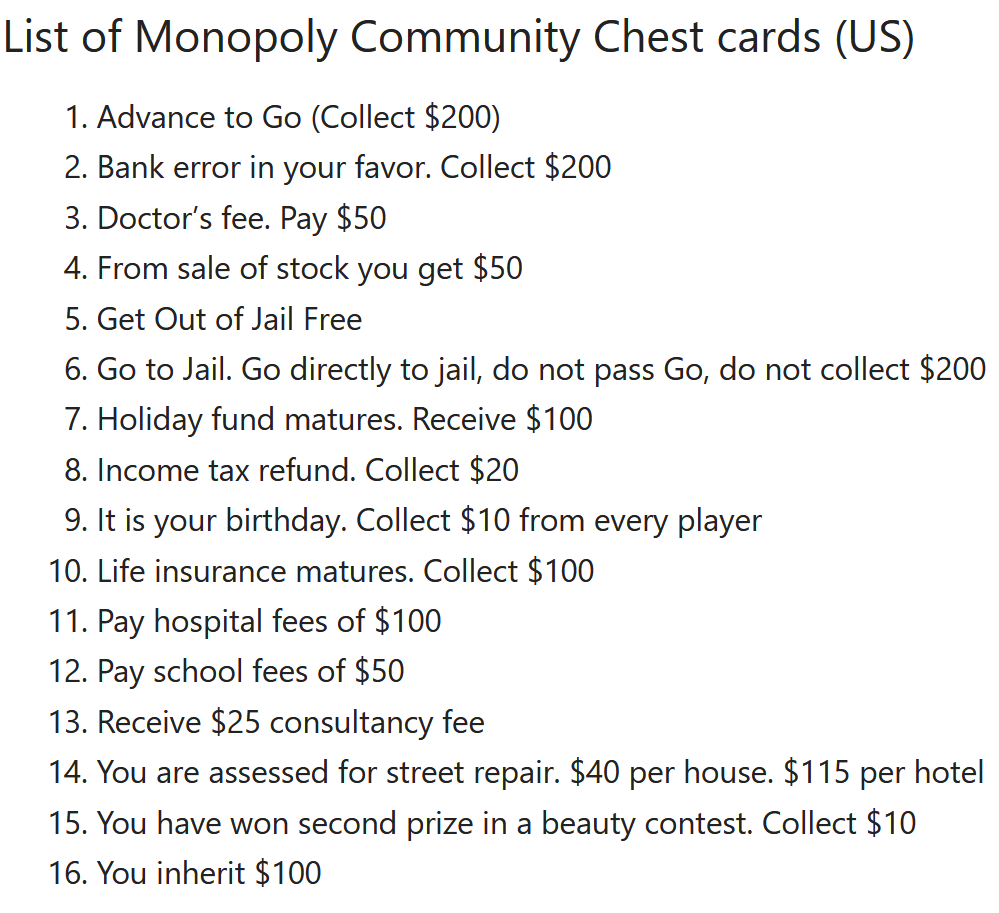 List of Monopoly Community Chest cards (US)
1. Advance to Go (Collect $200)
2. Bank error in your favor. Collect $200
3. Doctor’s fee. Pay $50
4. From sale of stock you get $50
5. Get Out of Jail Free
6. Go to Jail. Go directly to jail, do not pass Go, do not collect $200
7. Holiday fund matures. Receive $100
8. Income tax refund. Collect $20
9. It is your birthday. Collect $10 from every player
10. Life insurance matures. Collect $100
11. Pay hospital fees of $100
12. Pay school fees of $50
13. Receive $25 consultancy fee
14. You are assessed for street repair. $40 per house. $115 per hotel
15. You have won second prize in a beauty contest. Collect $10
16. You inherit $100